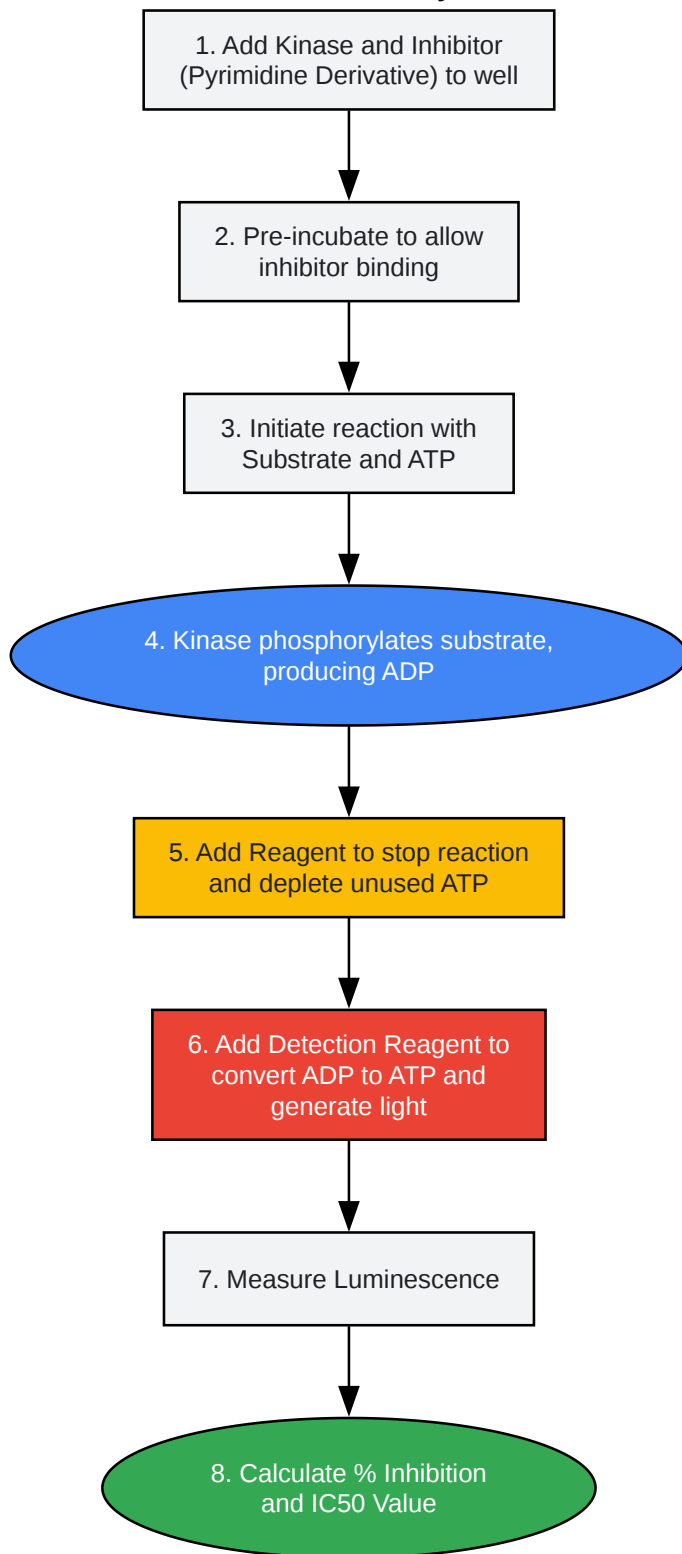 1. Add Kinase and Inhibitor
(Pyrimidine Derivative) to well
2. Pre-incubate to allow
inhibitor binding
3. Initiate reaction with
Substrate and ATP
4. Kinase phosphorylates substrate,
producing ADP
5. Add Reagent to stop reaction
and deplete unused ATP
6. Add Detection Reagent to
convert ADP to ATP and
generate light
7. Measure Luminescence
8. Calculate % Inhibition
and IC50 Value